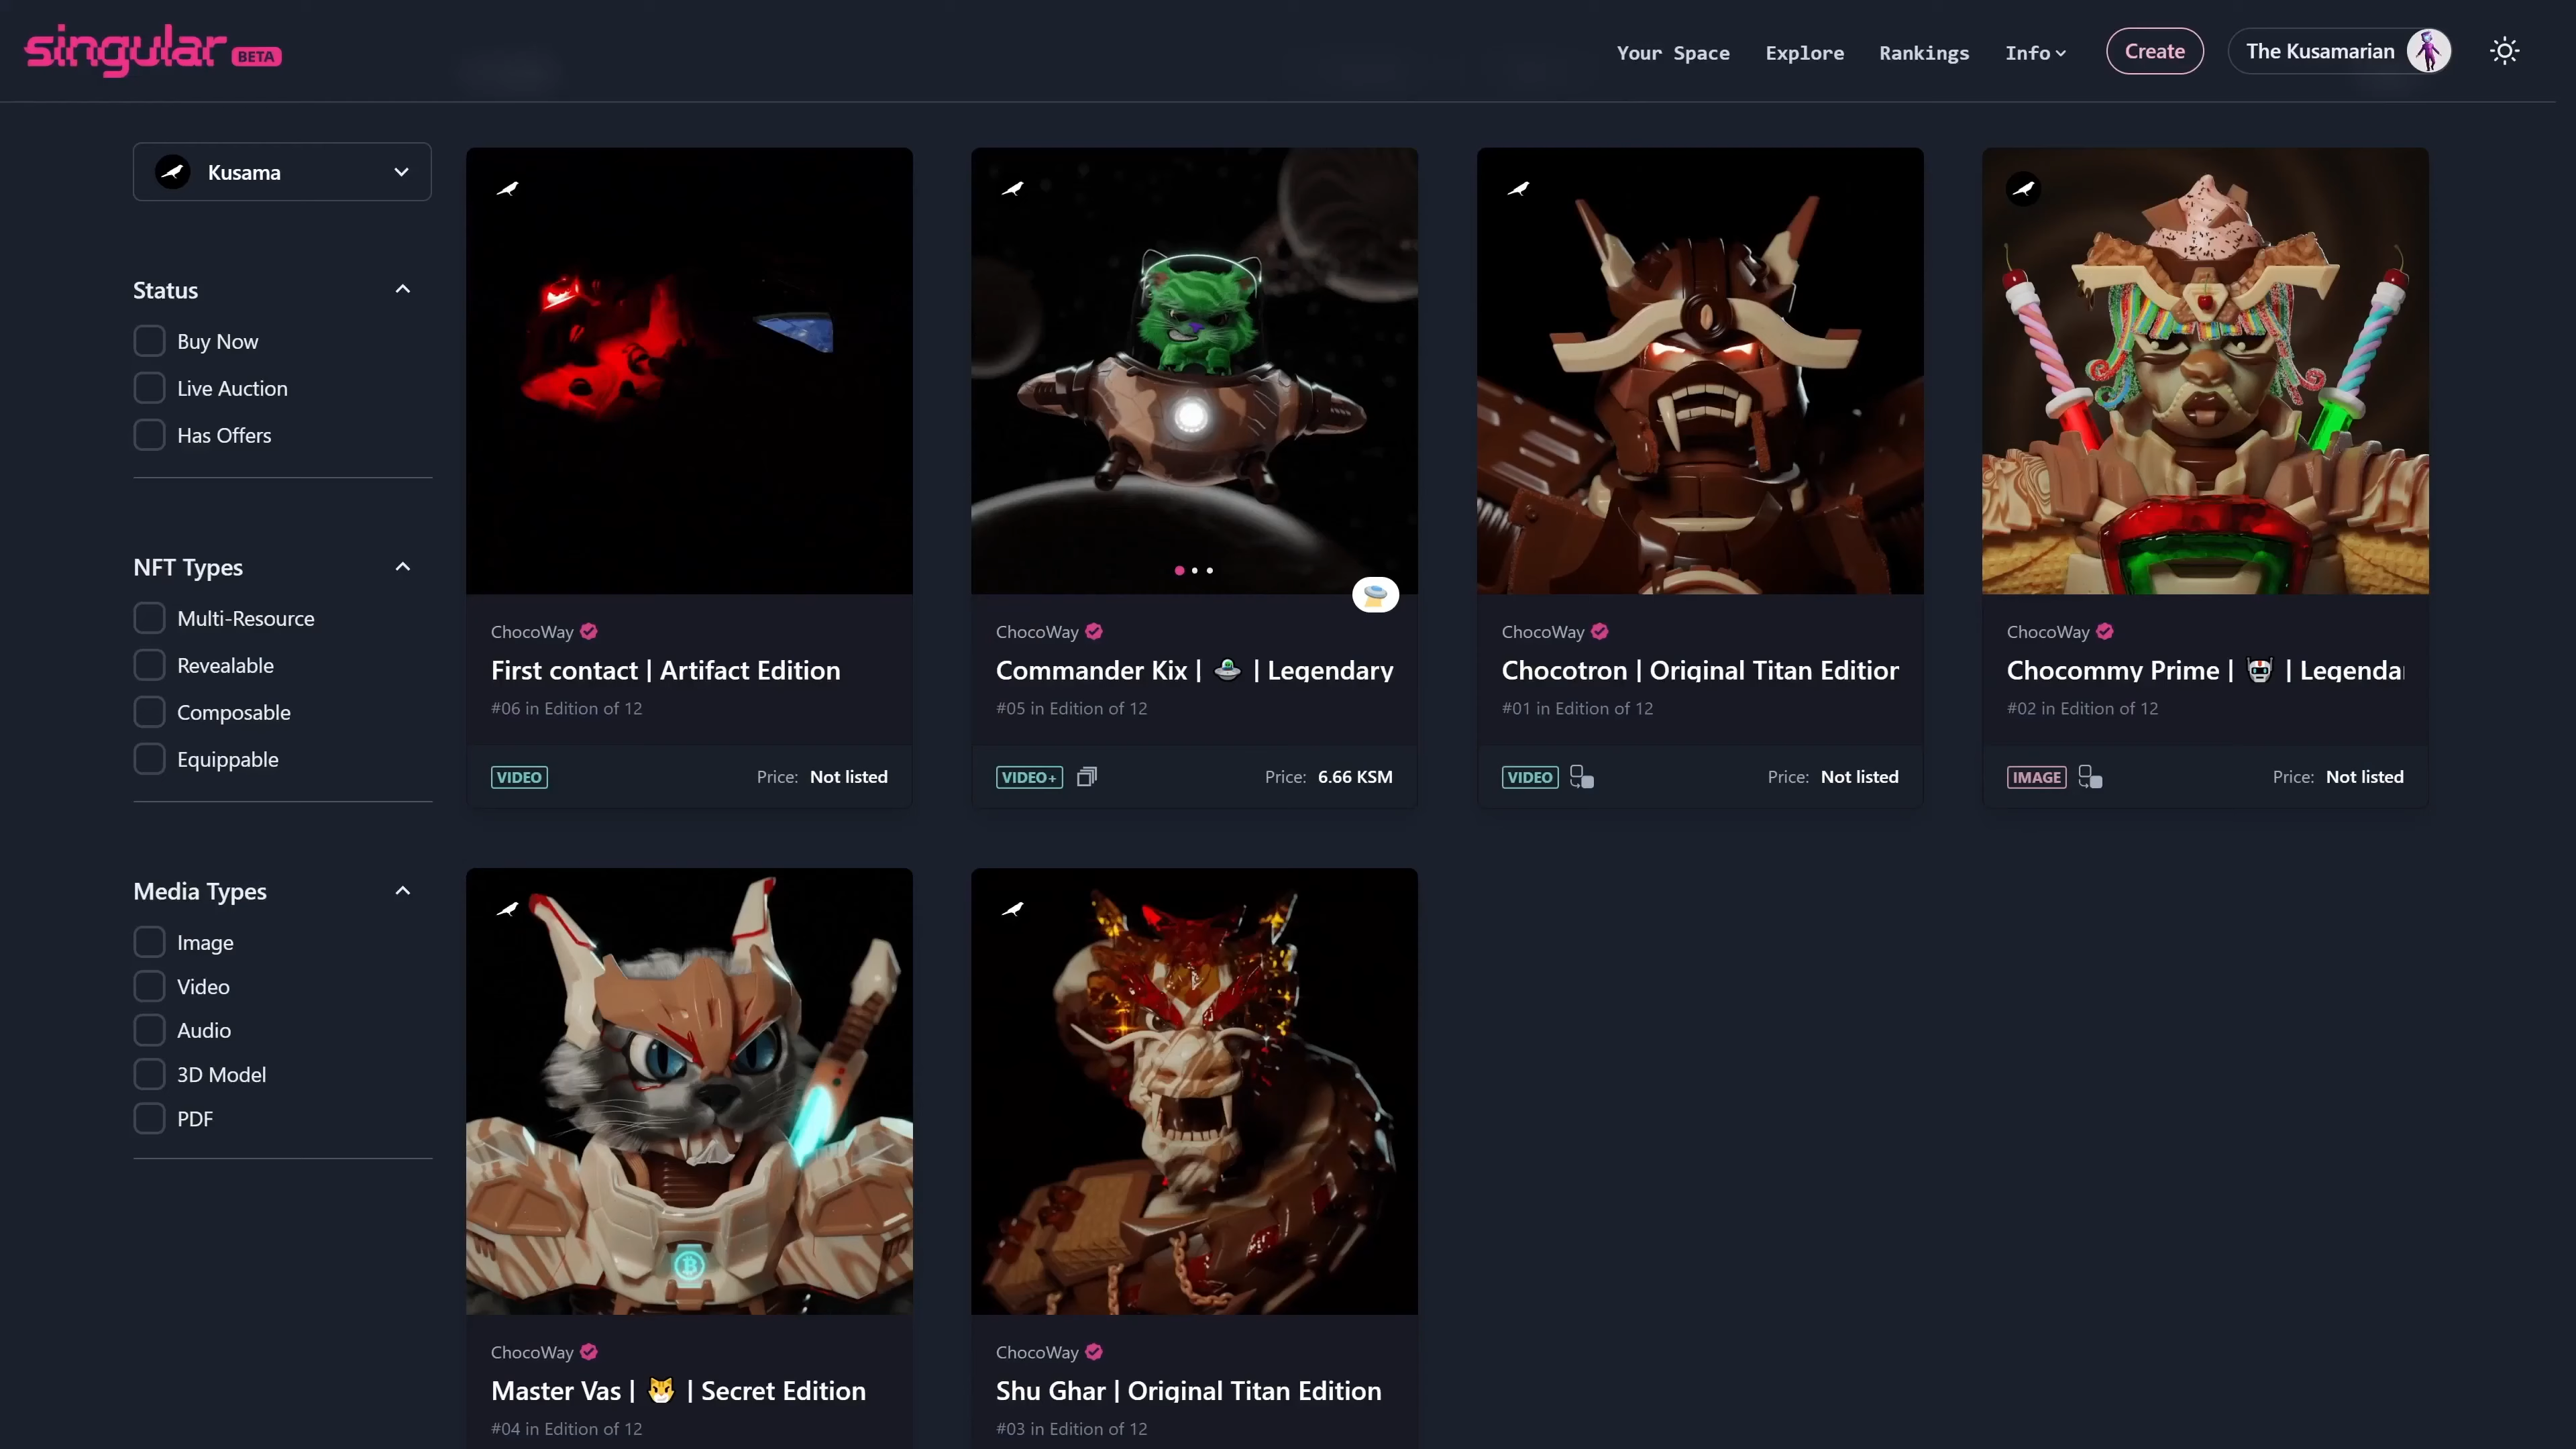 singular BETA
Your Space
Explore
Rankings
Info
Create
The Kusamarian
Kusama
Status
Buy Now
Live Auction
Has Offers
NFT Types
Multi-Resource
Revealable
Composable
Equippable
Media Types
Image
Video
Audio
3D Model
PDF
ChocoWay
First contact | Artifact Edition
#06 in Edition of 12
VIDEO
Price: Not listed
ChocoWay
Commander Kix | 🛸 | Legendary
#05 in Edition of 12
VIDEO+
Price: 6.66 KSM
ChocoWay
Chocotron | Original Titan Edition
#01 in Edition of 12
VIDEO
Price: Not listed
ChocoWay
Chocommy Prime | 🤖 | Legendar
#02 in Edition of 12
IMAGE
Price: Not listed
ChocoWay
Master Vas | 🐯 | Secret Edition
#04 in Edition of 12
ChocoWay
Shu Ghar | Original Titan Edition
#03 in Edition of 12